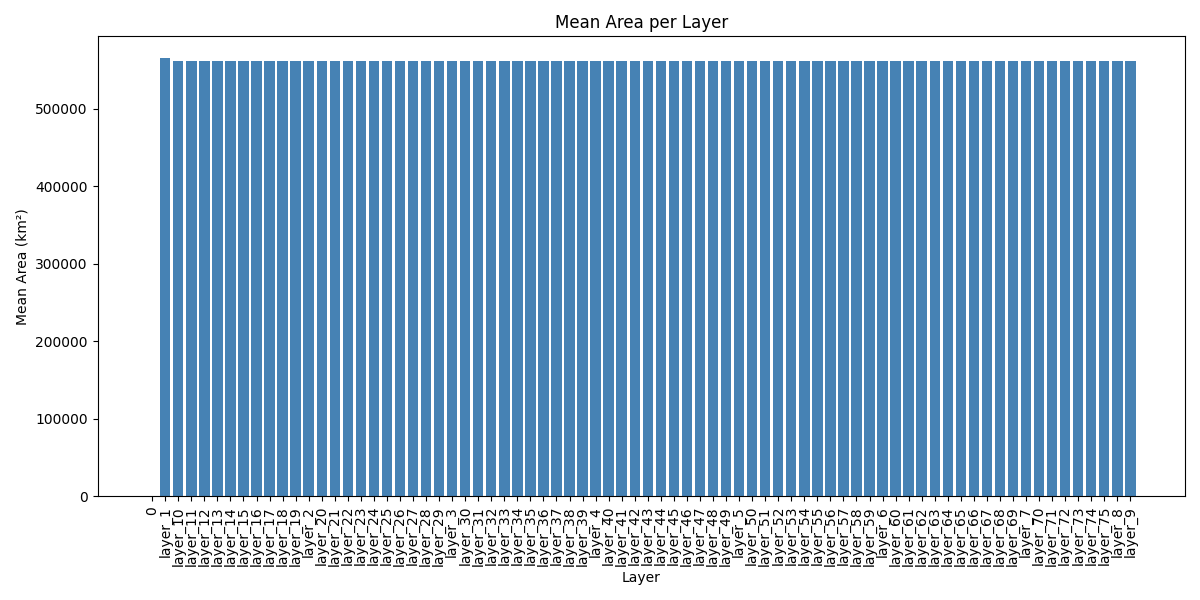 Mean Area per Layer
Mean Area (km²)
500000
400000
300000
200000
100000
0
0
layer_1
layer_10
layer_11
layer_12
layer_13
layer_14
layer_15
layer_16
layer_17
layer_18
layer_19
layer_2
layer_20
layer_21
layer_22
layer_23
layer_24
layer_25
layer_26
layer_27
layer_28
layer_29
layer_3
layer_30
layer_31
layer_32
layer_33
layer_34
layer_35
layer_36
layer_37
layer_38
layer_39
layer_4
layer_40
layer_41
layer_42
layer_43
layer_44
layer_45
layer_46
layer_47
layer_48
layer_49
layer_5
layer_50
layer_51
layer_52
layer_53
layer_54
layer_55
layer_56
layer_57
layer_58
layer_59
layer_6
layer_60
layer_61
layer_62
layer_63
layer_64
layer_65
layer_66
layer_67
layer_68
layer_69
layer_7
layer_70
layer_71
layer_72
layer_73
layer_74
layer_75
layer_8
layer_9
Layer